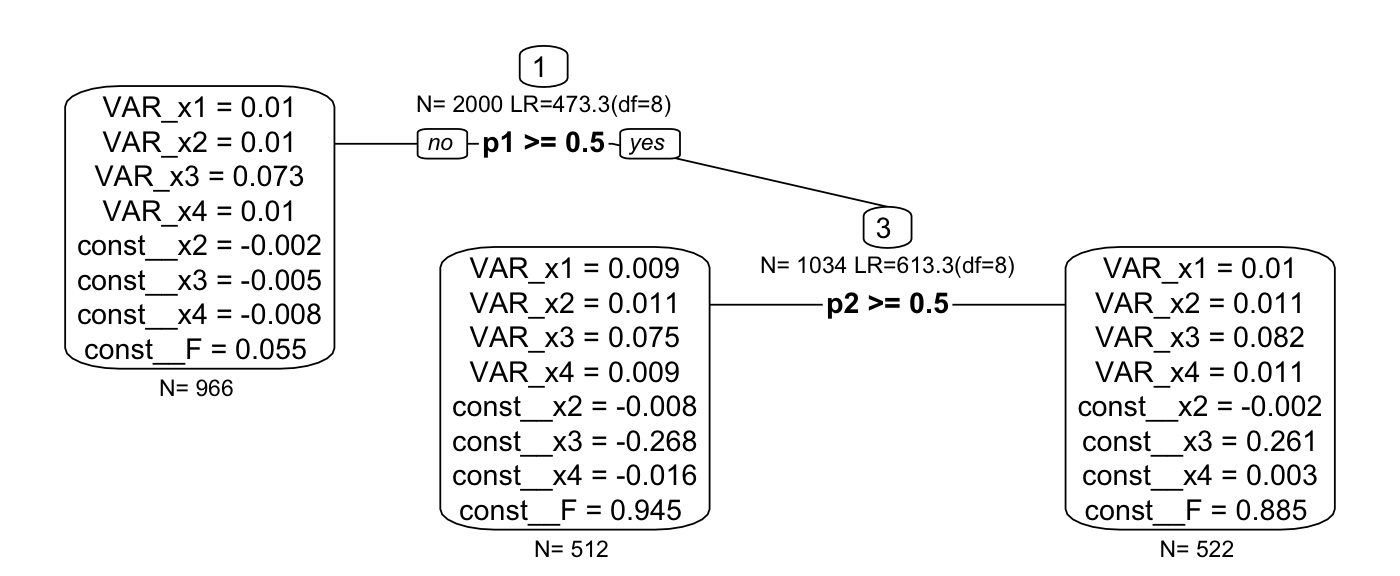 1
N= 2000 LR=473.3(df=8)
no p1 >= 0.5 yes
VAR_x1 = 0.01
VAR_x2 = 0.01
VAR_x3 = 0.073
VAR_x4 = 0.01
const__x2 = -0.002
const__x3 = -0.005
const__x4 = -0.008
const__F = 0.055
N= 966
3
N= 1034 LR=613.3(df=8)
p2 >= 0.5
VAR_x1 = 0.009
VAR_x2 = 0.011
VAR_x3 = 0.075
VAR_x4 = 0.009
const__x2 = -0.008
const__x3 = -0.268
const__x4 = -0.016
const__F = 0.945
N= 512
VAR_x1 = 0.01
VAR_x2 = 0.011
VAR_x3 = 0.082
VAR_x4 = 0.011
const__x2 = -0.002
const__x3 = 0.261
const__x4 = 0.003
const__F = 0.885
N= 522